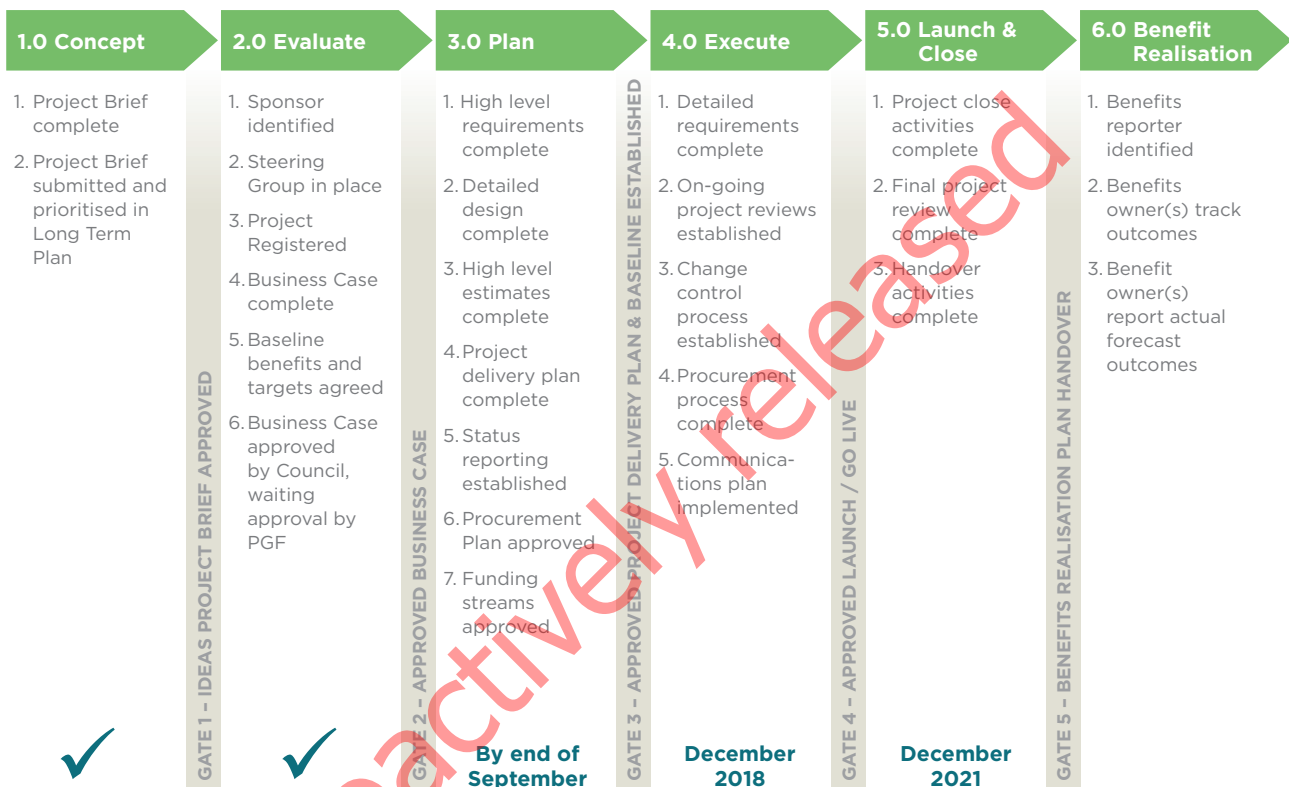 1.0 Concept
2.0 Evaluate
3.0 Plan
4.0 Execute
5.0 Launch &
Close
6.0 Benefit
Realisation
1. Project Brief
complete
2. Project Brief
submitted and
prioritised in
Long Term
Plan
GATE 1 – IDEAS PROJECT BRIEF APPROVED
1. Sponsor
identified
2. Steering
Group in place
3. Project
Registered
4. Business Case
complete
5. Baseline
benefits and
targets agreed
6. Business Case
approved
by Council,
waiting
approval by
PGF
GATE 2 – APPROVED BUSINESS CASE
1. High level
requirements
complete
2. Detailed
design
complete
3. High level
estimates
complete
4. Project
delivery plan
complete
5. Status
reporting
established
6. Procurement
Plan approved
7. Funding
streams
approved
By end of
September
GATE 3 – APPROVED PROJECT DELIVERY PLAN & BASELINE ESTABLISHED
1. Detailed
requirements
complete
2. On-going
project reviews
established
3. Change
control
process
established
4. Procurement
process
complete
5. Communica-
tions plan
implemented
December
2018
GATE 4 – APPROVED LAUNCH / GO LIVE
1. Project close
activities
complete
2. Final project
review
complete
3. Handover
activities
complete
December
2021
GATE 5 – BENEFITS REALISATION PLAN HANDOVER
1. Benefits
reporter
identified
2. Benefits
owner(s) track
outcomes
3. Benefit
owner(s)
report actual
forecast
outcomes
actively released